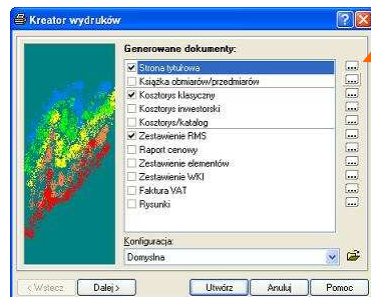 Kreator wydruków
Generowane dokumenty:
Strona tytułowa
Książka obmiarów/przedmiarów
Kosztorys klasyczny
Kosztorys inwestorski
Kosztorys/katalog
Zestawienie RMS
Raport cenowy
Zestawienie elementów
Zestawienie WKI
Faktura VAT
Rysunki
Konfiguracja:
Domyślna
< Wstecz Dalej > Utwórz Anuluj Pomoc